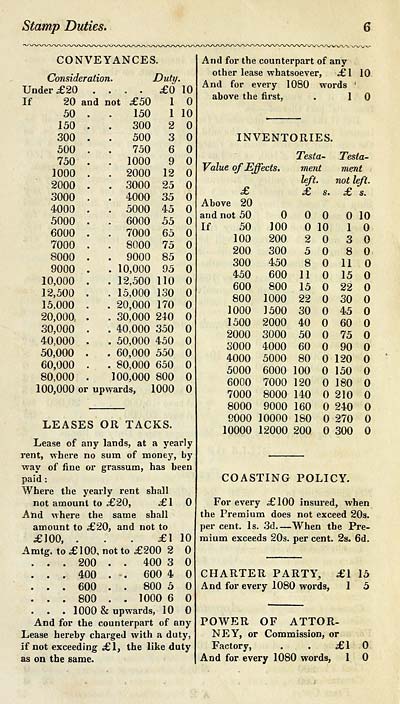 Stamp Duties. 6
CONVEYANCES.
Consideration. Duty.
Under £20 . . . . £0 10
If 20 and not £50 1 0
50 . . 150 1 10
150 . . 300 2 0
300 . . 500 3 0
500 . . 750 6 0
750 . . 1000 9 0
1000 . . 2000 12 0
2000 . . 3000 25 0
3000 . . 4000 35 0
4000 . . 5000 45 0
5000 . . 6000 55 0
6000 . . 7000 65 0
7000 . . 8000 75 0
8000 . . 9000 85 0
9000 . . 10,000 95 0
10,000 . . 12,500 110 0
12,500 . . 15,000 130 0
15,000 . . 20,000 170 0
20,000 . . 30,000 240 0
30,000 . . 40,000 350 0
40,000 . . 50,000 450 0
50,000 . . 60,000 550 0
60,000 . . 80,000 650 0
80,000 . . 100,000 800 0
100,000 or upwards, 1000 0
LEASES OR TACKS.
Lease of any lands, at a yearly
rent, where no sum of money, by
way of fine or grassum, has been
paid :
Where the yearly rent shall
not amount to £20, £1 0
And where the same shall
amount to £20, and not to
£100, . . . £1 10
Amtg. to £100, not to £200 2 0
. . . 200 . . 400 3 0
. . . 400 . . 600 4 0
. . . 600 . . 800 5 0
. . . 800 . . 1000 6 0
. . . 1000 & upwards, 10 0
And for the counterpart of any
Lease hereby charged with a duty,
if not exceeding £1, the like duty
as on the same.
And for the counterpart of any
other lease whatsoever, £1 10
And for every 1080 words
above the first, . 1 0
INVENTORIES.
Testa- Testa-
Value of Effects. ment ment
left. not left.
£ £ s. £ s.
Above 20
and not 50 0 0 0 0 10
If 50 100 0 10 1 0
100 200 2 0 3 0
200 300 5 0 8 0
300 450 8 0 11 0
450 600 11 0 15 0
600 800 15 0 22 0
800 1000 22 0 30 0
1000 1500 30 0 45 0
1500 2000 40 0 60 0
2000 3000 50 0 75 0
3000 4000 60 0 90 0
4000 5000 80 0 120 0
5000 6000 100 0 150 0
6000 7000 120 0 180 0
7000 8000 140 0 210 0
8000 9000 160 0 240 0
9000 10000 180 0 270 0
10000 12000 200 0 300 0
COASTING POLICY.
For every £100 insured, when
the Premium does not exceed 20s.
per cent. 1s. 3d.—When the Pre-
mium exceeds 20s. per cent. 2s. 6d.
CHARTER PARTY, £1 15
And for every 1080 words, 1 5
POWER OF ATTOR-
NEY, or Commission, or
Factory, . . £1 0
And for every 1080 words, 1 0